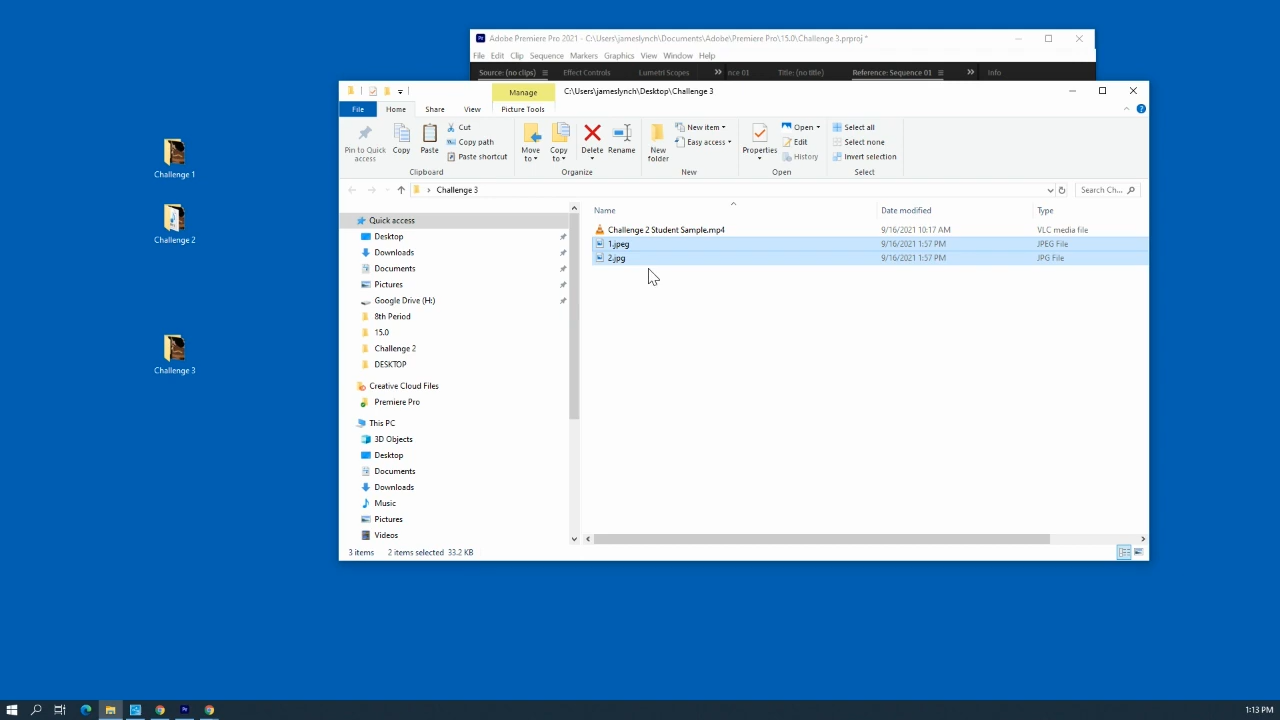 Adobe Premiere Pro 2021 - C:\Users\jameslynch\Documents\Adobe\Premiere Pro\15.0\Challenge 3.prproj *
File Edit Clip Sequence Markers Graphics View Window Help
Source: (no clips) Effect Controls Lumetri Scopes nce 01 Title: (no title) Reference: Sequence 01 Info
Manage C:\Users\jameslynch\Desktop\Challenge 3
File Home Share View Picture Tools
Pin to Quick access
Copy
Paste
Cut
Copy path
Paste shortcut
Clipboard
Move to
Copy to
Delete
Rename
Organize
New folder
New item
Easy access
New
Properties
Open
Edit
History
Open
Select all
Select none
Invert selection
Select
Challenge 3
Search Ch...
Name Date modified Type
Challenge 2 Student Sample.mp4 9/16/2021 10:17 AM VLC media file
1.jpeg 9/16/2021 1:57 PM JPEG File
2.jpg 9/16/2021 1:57 PM JPG File
Quick access
Desktop
Downloads
Documents
Pictures
Google Drive (H:)
8th Period
15.0
Challenge 2
DESKTOP
Creative Cloud Files
Premiere Pro
This PC
3D Objects
Desktop
Documents
Downloads
Music
Pictures
Videos
3 items 2 items selected 33.2 KB
Challenge 1
Challenge 2
Challenge 3
1:13 PM